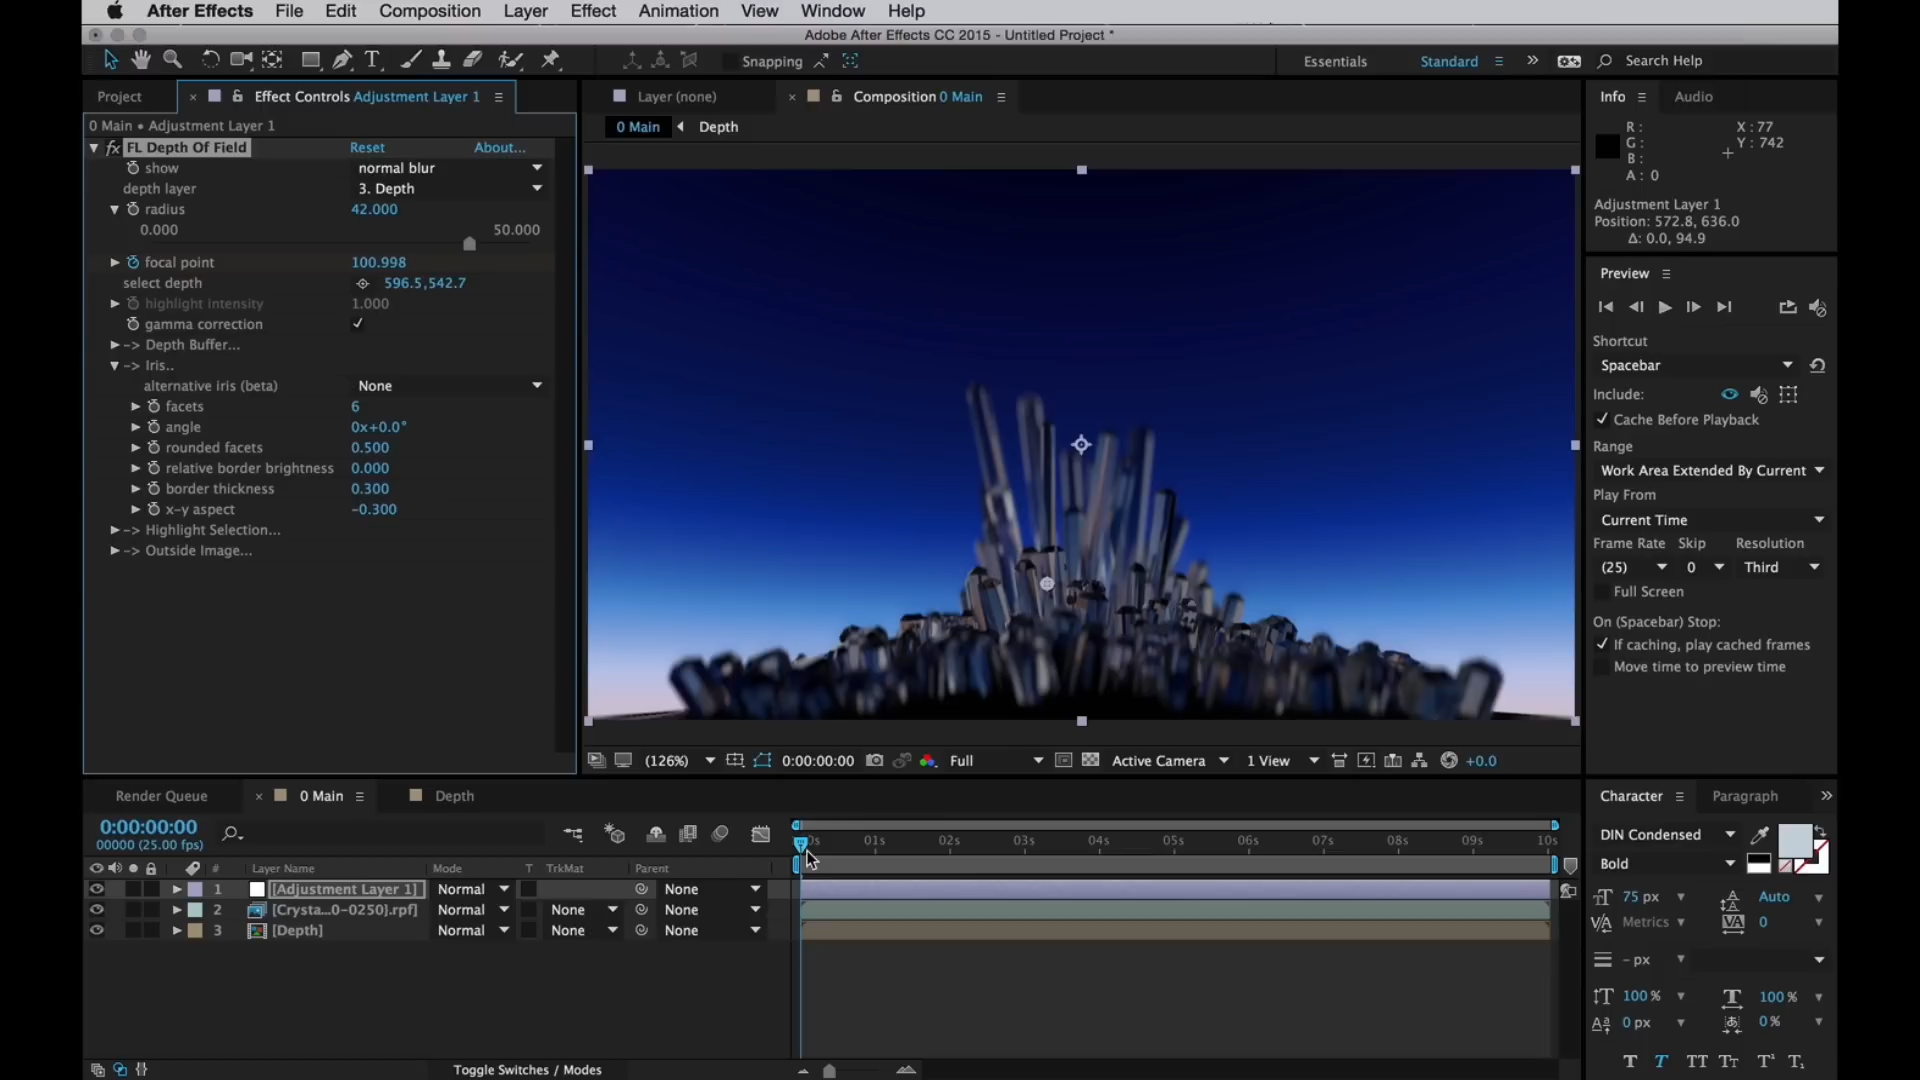 After Effects File Edit Composition Layer Effect Animation View Window Help
Adobe After Effects CC 2015 - Untitled Project *
Snapping
Essentials Standard Search Help
Project Effect Controls Adjustment Layer 1
0 Main • Adjustment Layer 1
fx FL Depth Of Field Reset About...
show normal blur
depth layer 3. Depth
radius 42.000
0.000 50.000
focal point 100.998
select depth 596.5,542.7
highlight intensity 1.000
gamma correction
-> Depth Buffer...
-> Iris..
alternative iris (beta) None
facets 6
angle 0x+0.0°
rounded facets 0.500
relative border brightness 0.000
border thickness 0.300
x-y aspect -0.300
-> Highlight Selection...
-> Outside Image...
Layer (none) Composition 0 Main
0 Main Depth
(126%) 0:00:00:00 Full Active Camera 1 View +0.0
Info Audio
R: X: 77
G: Y: 742
B:
A: 0
Adjustment Layer 1
Position: 572.8, 636.0
Δ: 0.0, 94.9
Preview
Shortcut
Spacebar
Include:
Cache Before Playback
Range
Work Area Extended By Current
Play From
Current Time
Frame Rate Skip Resolution
(25) 0 Third
Full Screen
On (Spacebar) Stop:
If caching, play cached frames
Move time to preview time
Render Queue 0 Main Depth
0:00:00:00
00000 (25.00 fps)
0s 01s 02s 03s 04s 05s 06s 07s 08s 09s 10s
# Layer Name Mode T TrkMat Parent
1 [Adjustment Layer 1] Normal None
2 [Crysta...0-0250].rpf] Normal None None
3 [Depth] Normal None None
Toggle Switches / Modes
Character Paragraph
DIN Condensed
Bold
75 px Auto
Metrics 0
- px
100 % 100 %
0 px 0 %
T T TT Tt T¹ T₁